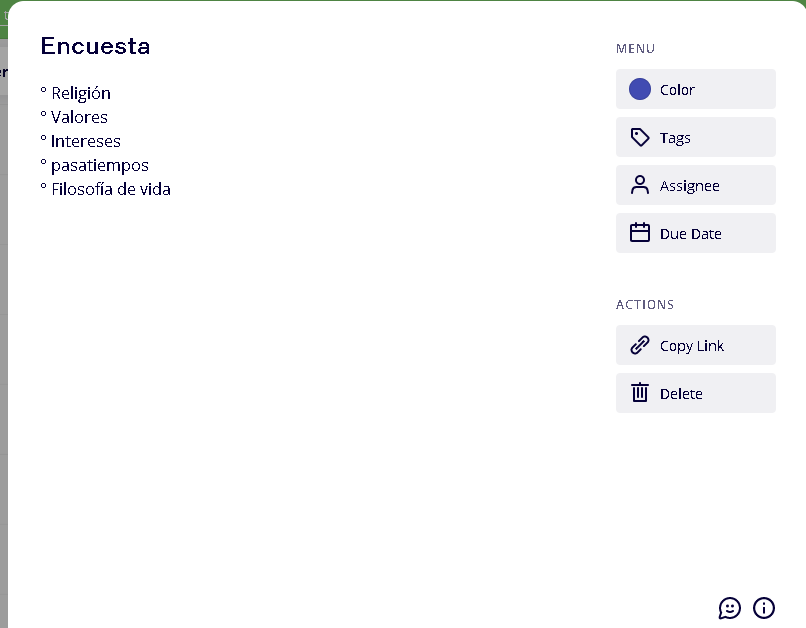 Encuesta
° Religión
° Valores
° Intereses
° pasatiempos
° Filosofía de vida
MENU
Color
Tags
Assignee
Due Date
ACTIONS
Copy Link
Delete